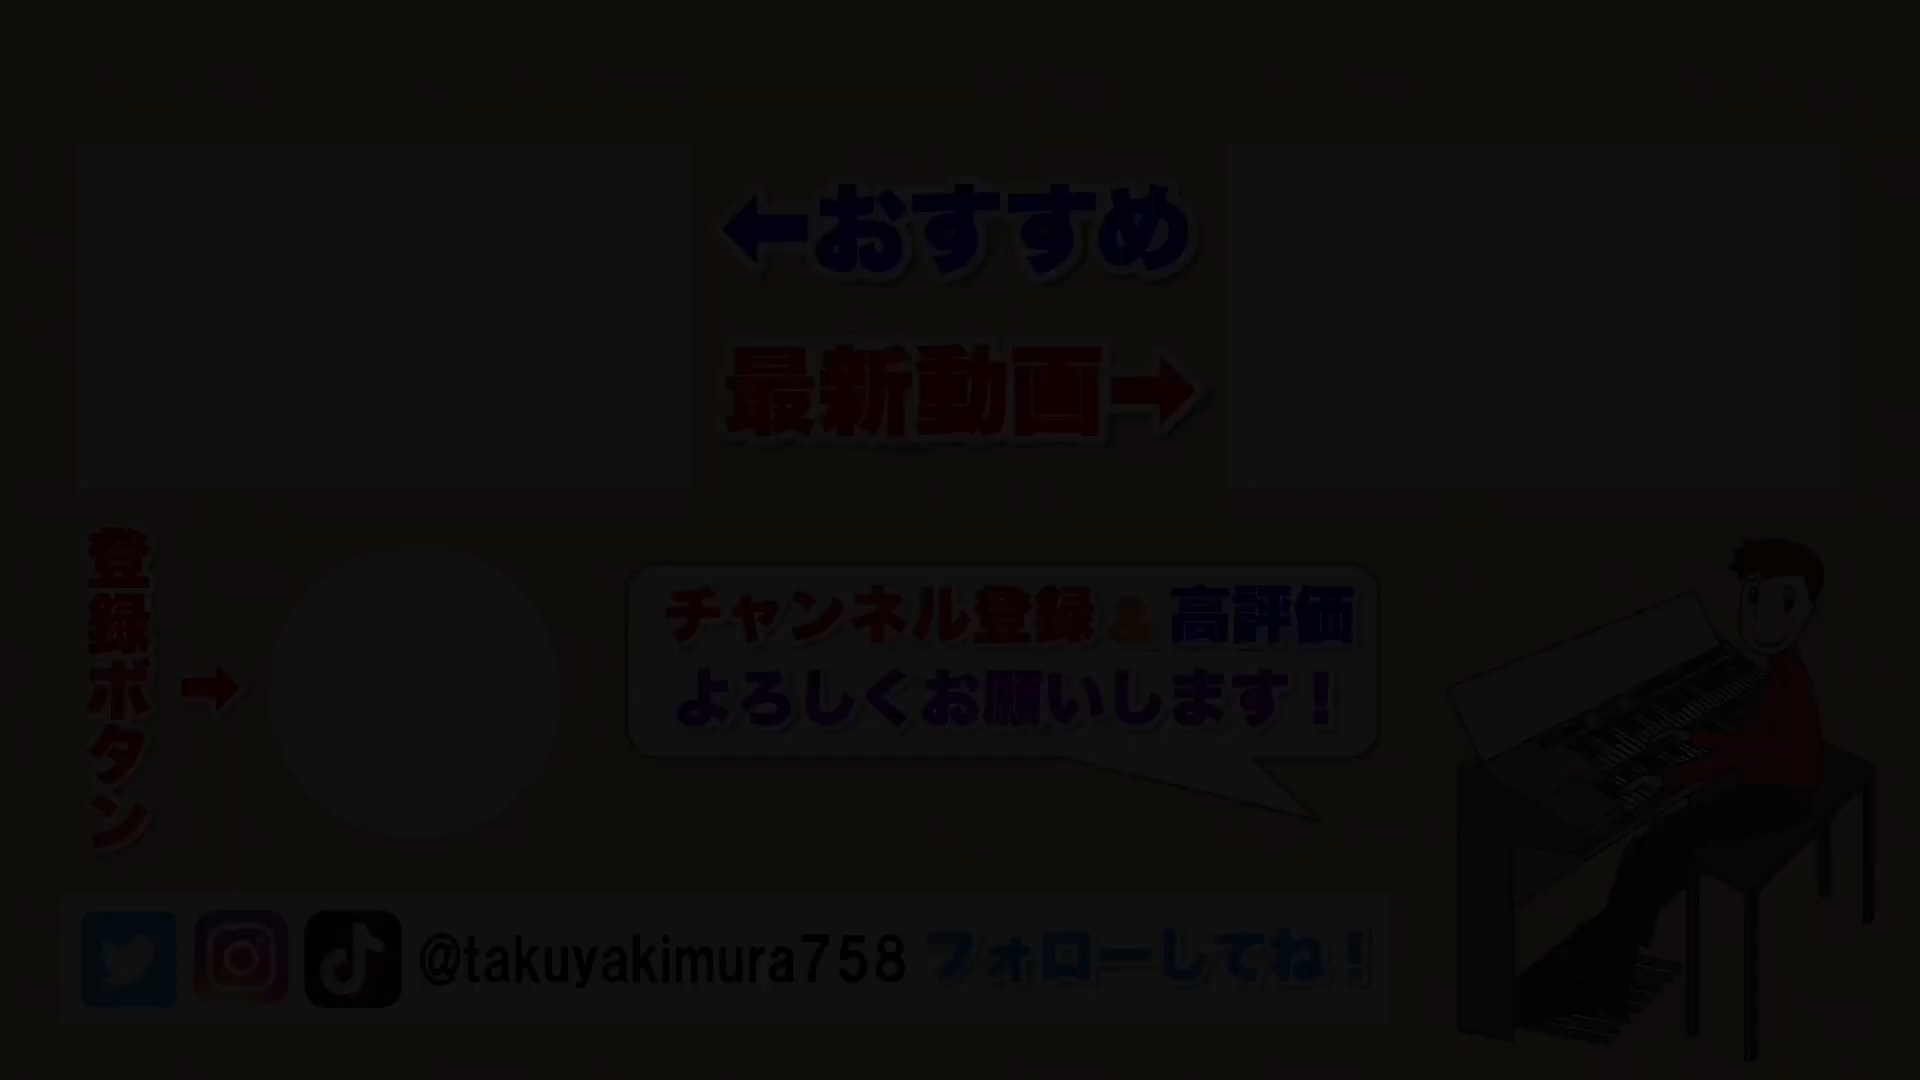 ←おすすめ
最新動画→
登録ボタン
→
チャンネル登録&高評価
よろしくお願いします!
@takuyakimura758 フォローしてね!